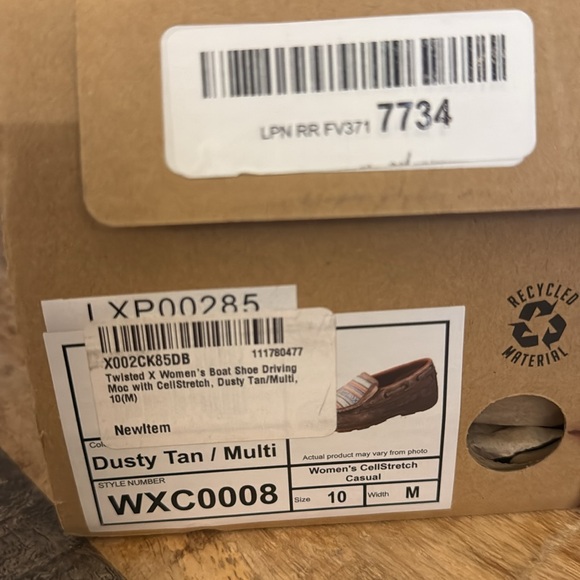 LPN RR FV371 7734
RECYCLED
MATERIAL
LXP00285
X002CK85DB 111780477
Twisted X Women's Boat Shoe Driving
Moc with CellStretch, Dusty Tan/Multi,
10(M)
NewItem
Dusty Tan / Multi
STYLE NUMBER
WXC0008
Actual product may vary from photo
Women's CellStretch
Casual
Size 10 Width M